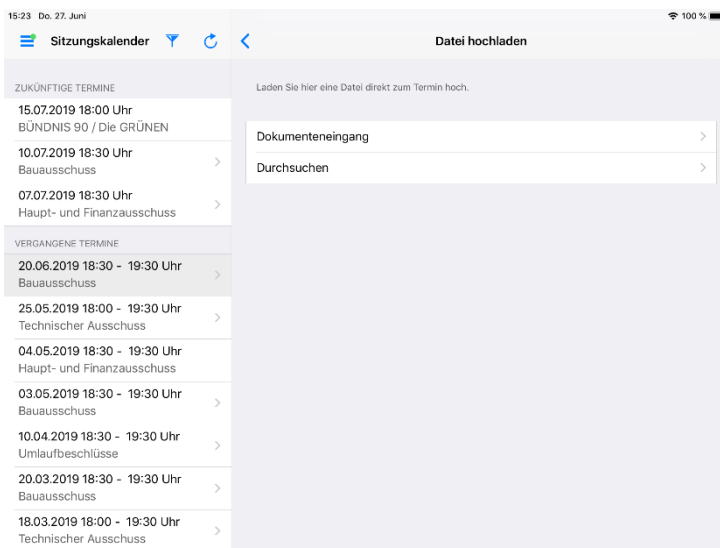 15:23 Do. 27. Juni
100 %
Sitzungskalender
Datei hochladen
ZUKÜNFTIGE TERMINE
15.07.2019 18:00 Uhr
BÜNDNIS 90 / Die GRÜNEN
10.07.2019 18:30 Uhr
Bauausschuss
07.07.2019 18:30 Uhr
Haupt- und Finanzausschuss
VERGANGENE TERMINE
20.06.2019 18:30 - 19:30 Uhr
Bauausschuss
25.05.2019 18:00 - 19:30 Uhr
Technischer Ausschuss
04.05.2019 18:30 - 19:30 Uhr
Haupt- und Finanzausschuss
03.05.2019 18:30 - 19:30 Uhr
Bauausschuss
10.04.2019 18:30 - 19:30 Uhr
Umlaufbeschlüsse
20.03.2019 18:30 - 19:30 Uhr
Bauausschuss
18.03.2019 18:00 - 19:30 Uhr
Technischer Ausschuss
Laden Sie hier eine Datei direkt zum Termin hoch.
Dokumenteneingang
Durchsuchen